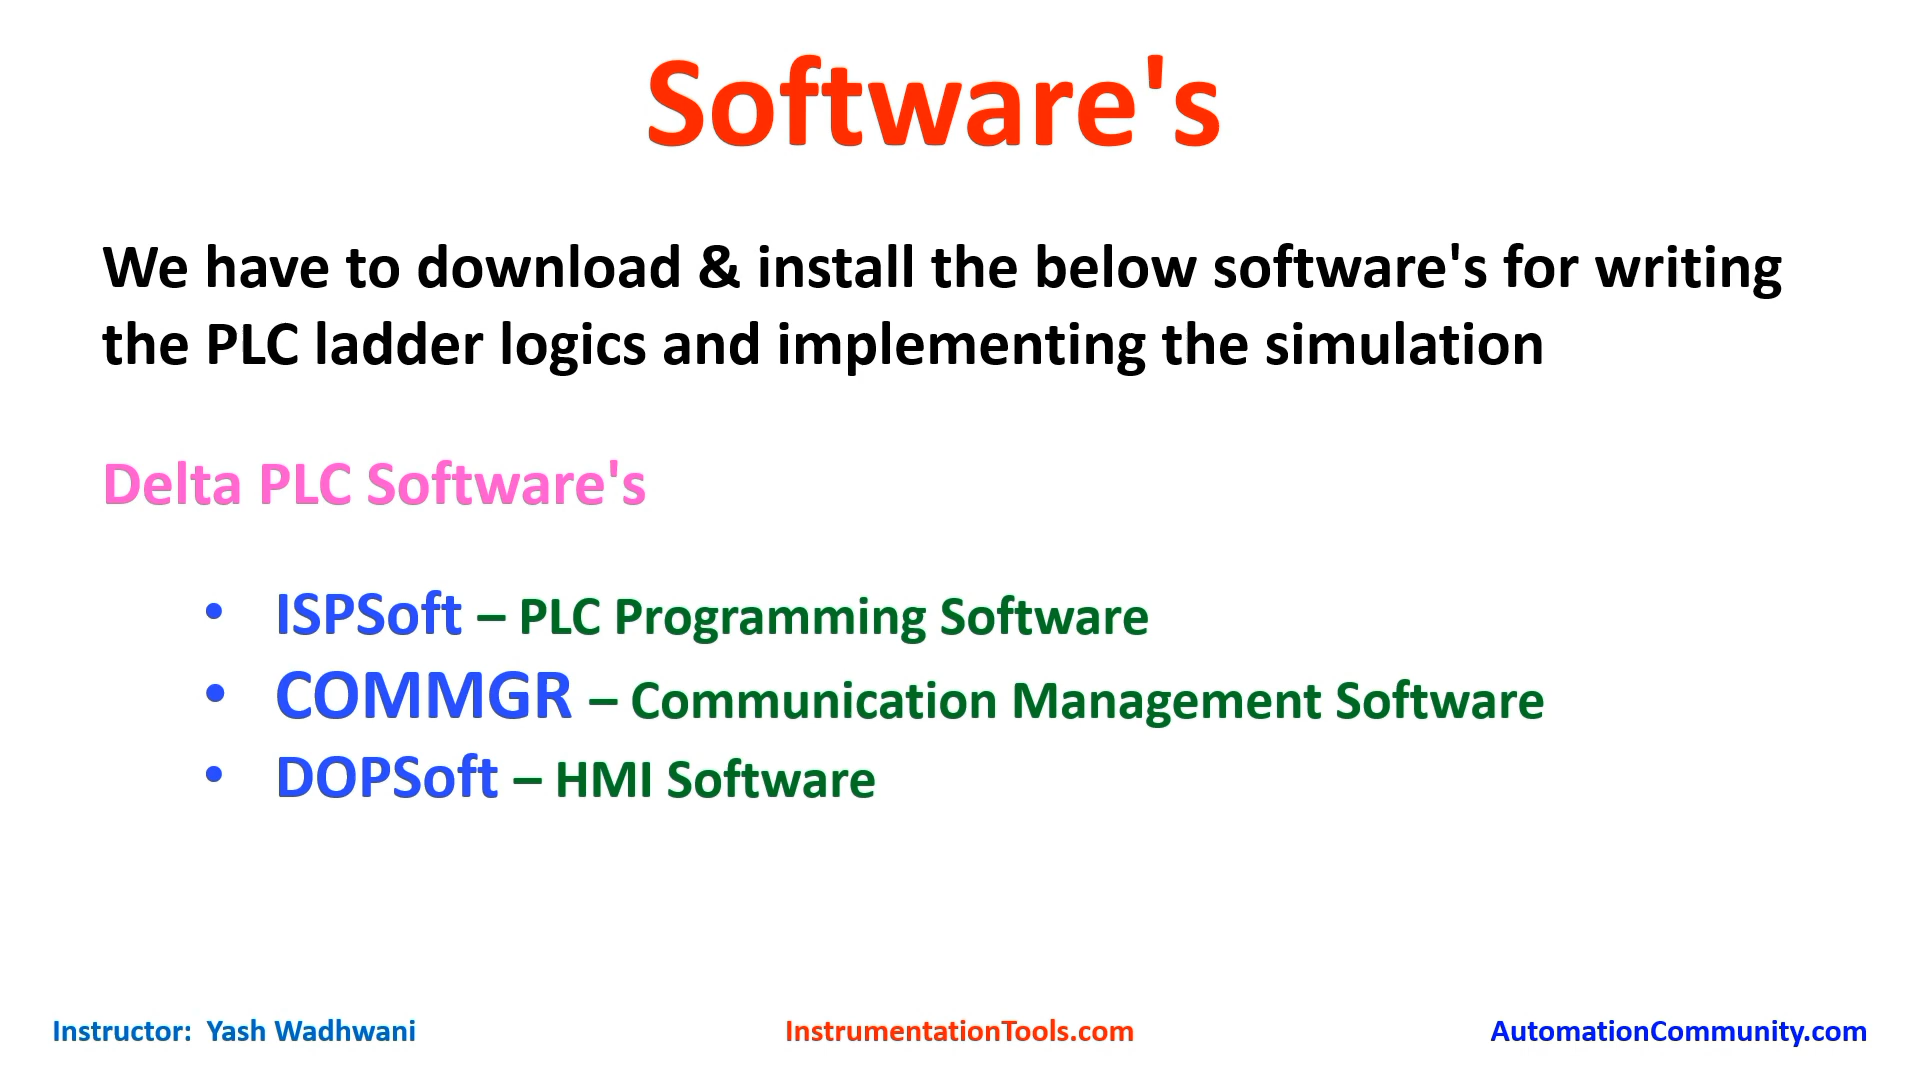 Software's
We have to download & install the below software's for writing
the PLC ladder logics and implementing the simulation
Delta PLC Software's
• ISPSoft – PLC Programming Software
• COMMGR – Communication Management Software
• DOPSoft – HMI Software
Instructor: Yash Wadhwani InstrumentationTools.com AutomationCommunity.com